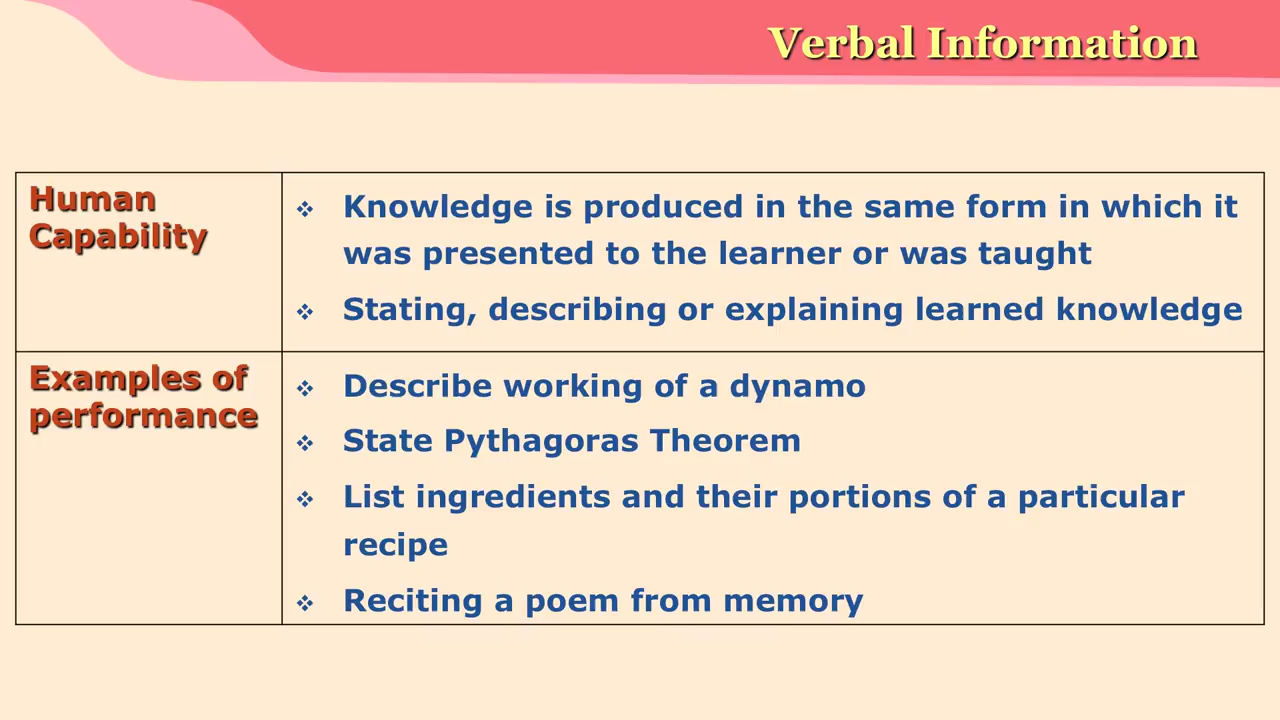 Verbal Information
Human
Capability
❖ Knowledge is produced in the same form in which it
was presented to the learner or was taught
❖ Stating, describing or explaining learned knowledge
Examples of
performance
❖ Describe working of a dynamo
❖ State Pythagoras Theorem
❖ List ingredients and their portions of a particular
recipe
❖ Reciting a poem from memory